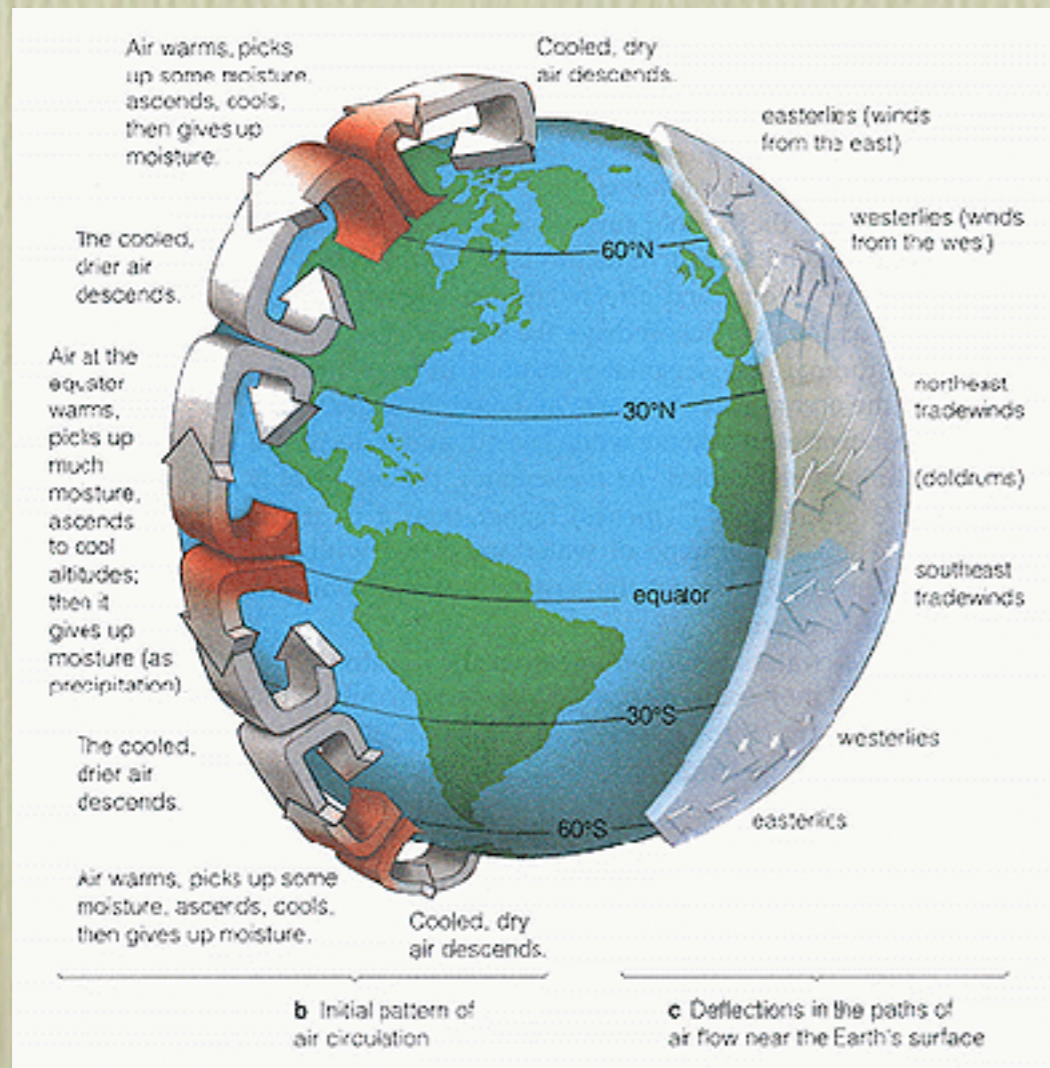 Air warms, picks
up some moisture,
ascends, cools,
then gives up
moisture.
Cooled, dry
air descends.
The cooled,
drier air
descends.
Air at the
equator
warms,
picks up
much
moisture,
ascends
to cool
altitudes;
then it
gives up
moisture (as
precipitation).
The cooled,
drier air
descends.
Air warms, picks up some
moisture, ascends, cools,
then gives up moisture.
Cooled, dry
air descends.
60°N
30°N
equator
30°S
60°S
easterlies (winds
from the east)
westerlies (winds
from the west)
northeast
tradewinds
(doldrums)
southeast
tradewinds
westerlies
easterlies
b Initial pattern of
air circulation
c Deflections in the paths of
air flow near the Earth's surface